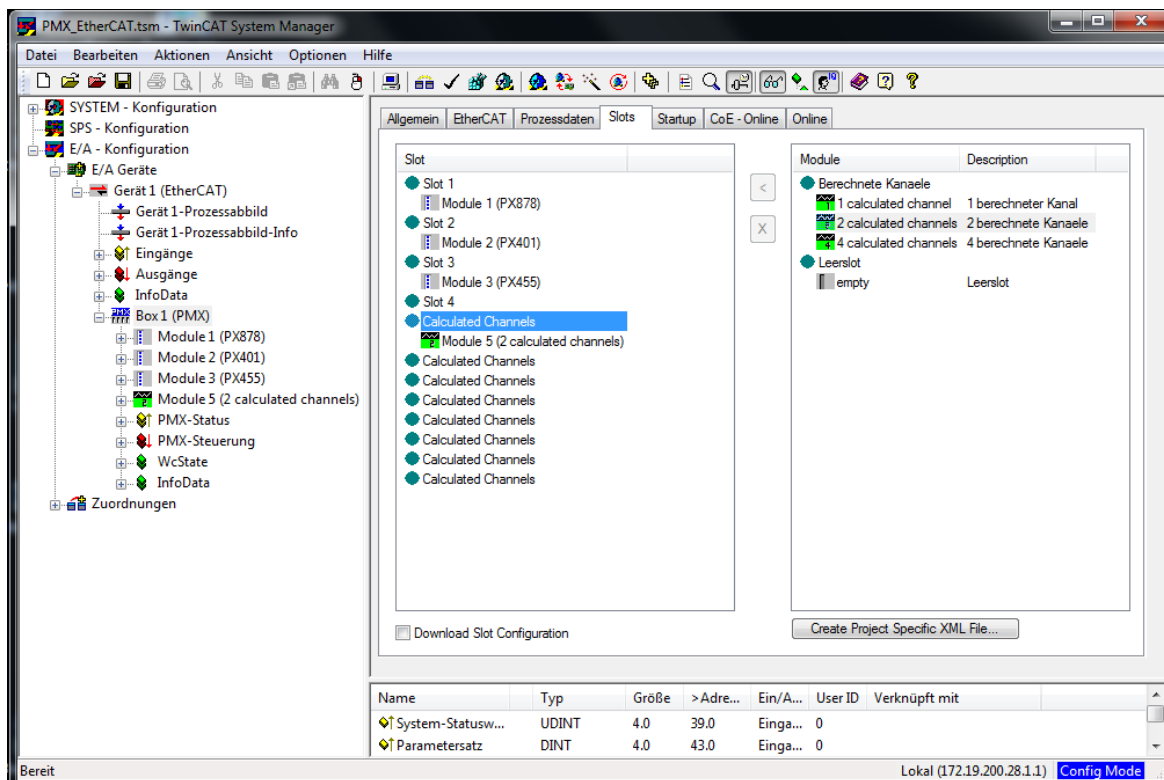 PMX_EtherCAT.tsm - TwinCAT System Manager
Datei Bearbeiten Aktionen Ansicht Optionen Hilfe
SYSTEM - Konfiguration
SPS - Konfiguration
E/A - Konfiguration
E/A Geräte
Gerät 1 (EtherCAT)
Gerät 1-Prozessabbild
Gerät 1-Prozessabbild-Info
Eingänge
Ausgänge
InfoData
Box 1 (PMX)
Module 1 (PX878)
Module 2 (PX401)
Module 3 (PX455)
Module 5 (2 calculated channels)
PMX-Status
PMX-Steuerung
WcState
InfoData
Zuordnungen
Allgemein EtherCAT Prozessdaten Slots Startup CoE - Online Online
Slot
Slot 1
Module 1 (PX878)
Slot 2
Module 2 (PX401)
Slot 3
Module 3 (PX455)
Slot 4
Calculated Channels
Module 5 (2 calculated channels)
Calculated Channels
Calculated Channels
Calculated Channels
Calculated Channels
Calculated Channels
Calculated Channels
Calculated Channels
<
X
Module Description
Berechnete Kanaele
1 calculated channel 1 berechneter Kanal
2 calculated channels 2 berechnete Kanaele
4 calculated channels 4 berechnete Kanaele
Leerslot
empty Leerslot
Download Slot Configuration
Create Project Specific XML File...
Name Typ Größe >Adre... Ein/A... User ID Verknüpft mit
System-Statusw... UDINT 4.0 39.0 Einga... 0
Parametersatz DINT 4.0 43.0 Einga... 0
Bereit
Lokal (172.19.200.28.1.1) Config Mode